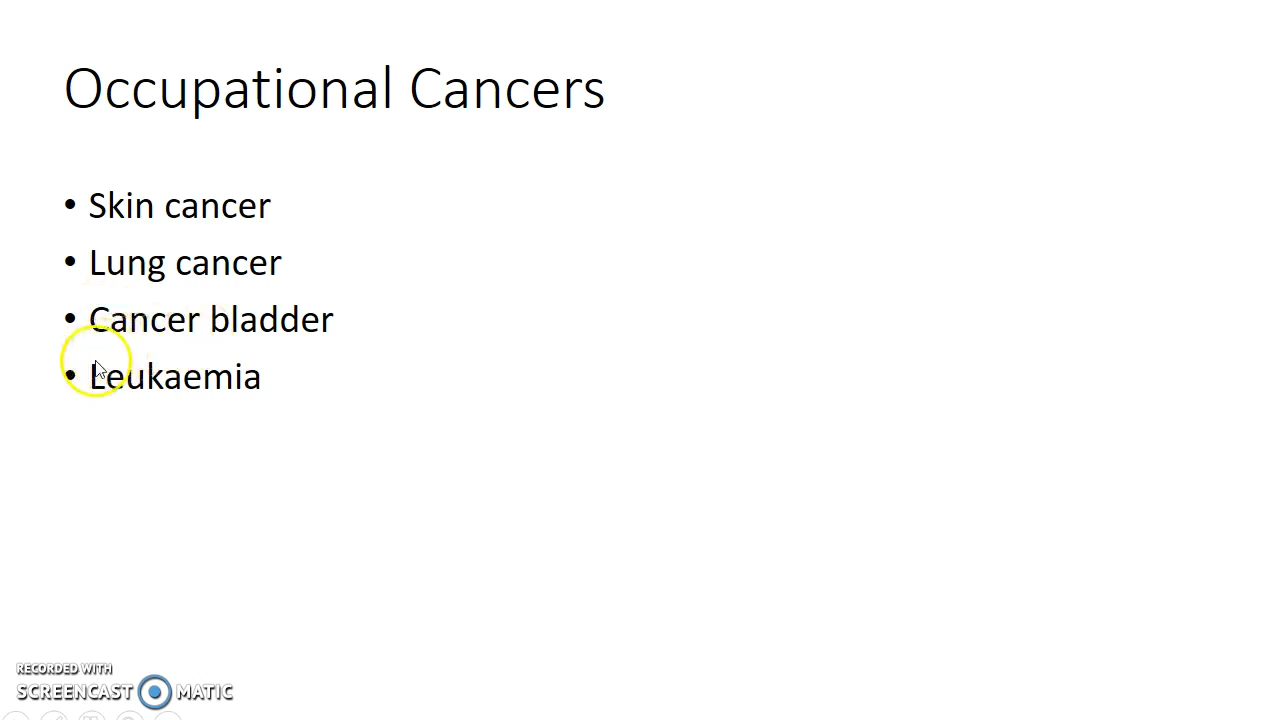 Occupational Cancers
• Skin cancer
• Lung cancer
• Cancer bladder
• Leukaemia
RECORDED WITH
SCREENCAST MATIC